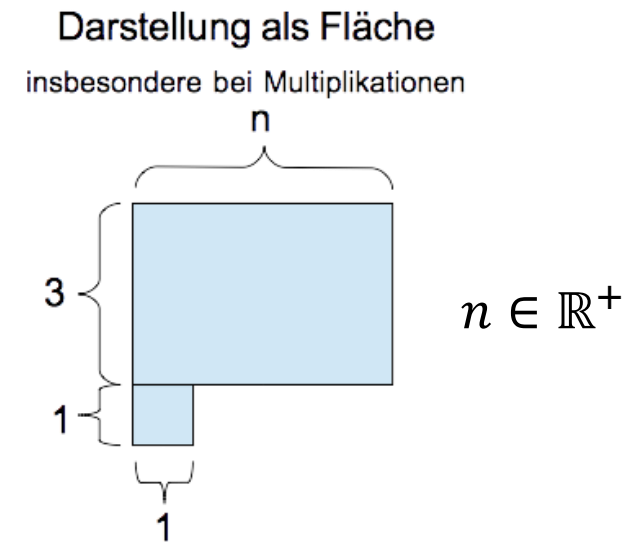 Darstellung als Fläche
insbesondere bei Multiplikationen
n
3
n ∈ ℝ⁺
1
1